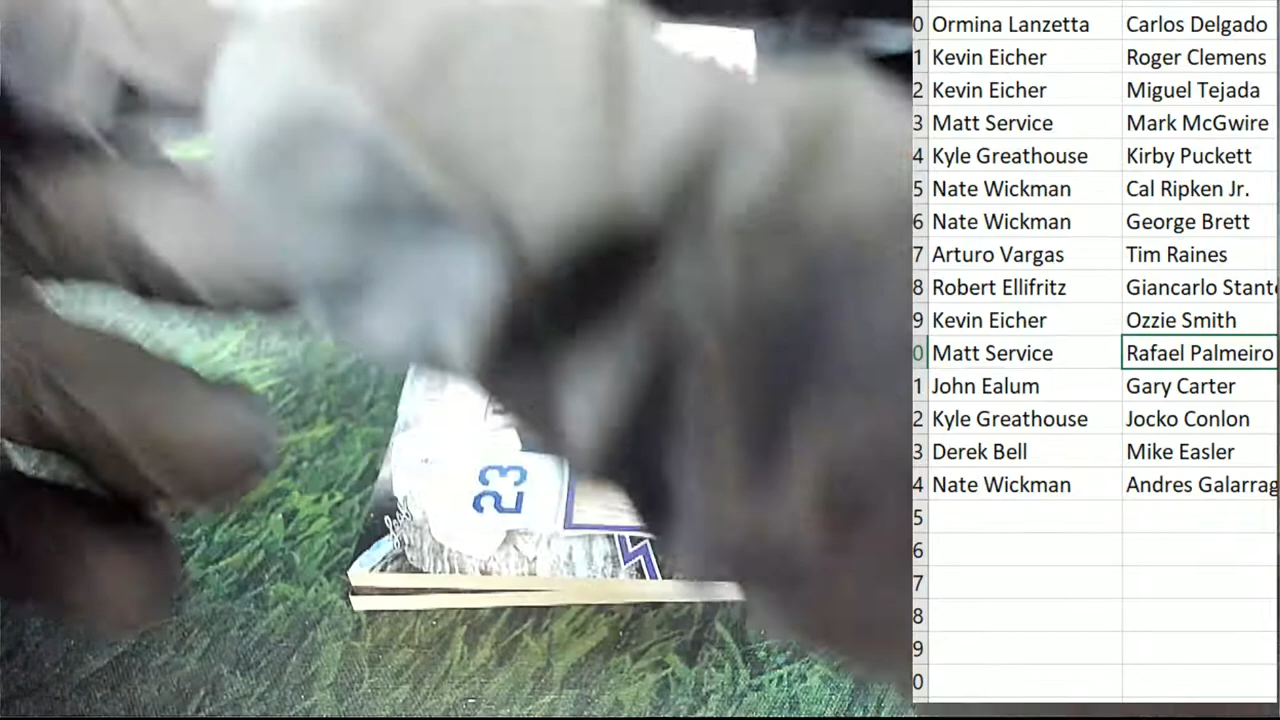 0 Ormina Lanzetta Carlos Delgado
1 Kevin Eicher Roger Clemens
2 Kevin Eicher Miguel Tejada
3 Matt Service Mark McGwire
4 Kyle Greathouse Kirby Puckett
5 Nate Wickman Cal Ripken Jr.
6 Nate Wickman George Brett
7 Arturo Vargas Tim Raines
8 Robert Ellifritz Giancarlo Stant
9 Kevin Eicher Ozzie Smith
0 Matt Service Rafael Palmeiro
1 John Ealum Gary Carter
2 Kyle Greathouse Jocko Conlon
3 Derek Bell Mike Easler
4 Nate Wickman Andres Galarrag
5
6
7
8
9
0
23